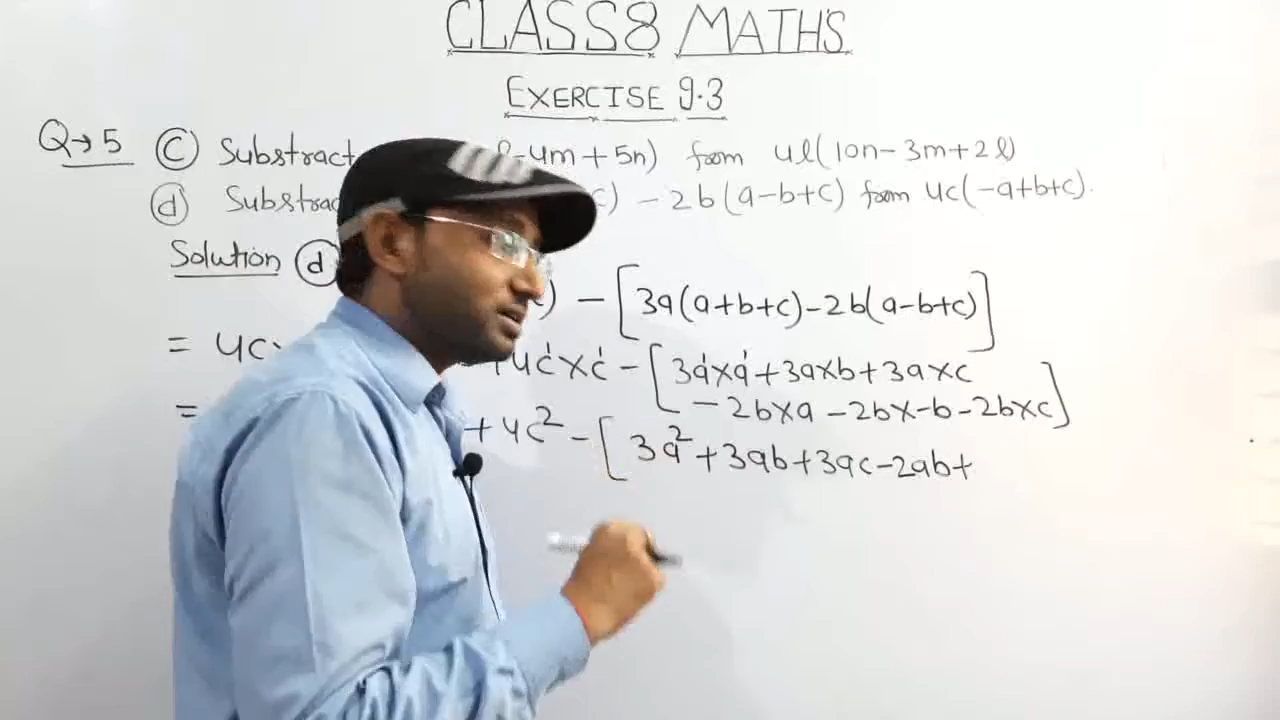 CLASS 8 MATHS
EXERCISE 9.3
Q→5 (C) Substract -4m+5n) from 4l(10n-3m+2l)
(d) Substrac c) -2b(a-b+c) from 4c(-a+b+c).
Solution (d)
) - [3a(a+b+c)-2b(a-b+c)]
= 4c +4c×c - [3a×a+3a×b+3a×c
-2b×a -2b×-b-2b×c]
= +4c² - [3a²+3ab+3ac-2ab+